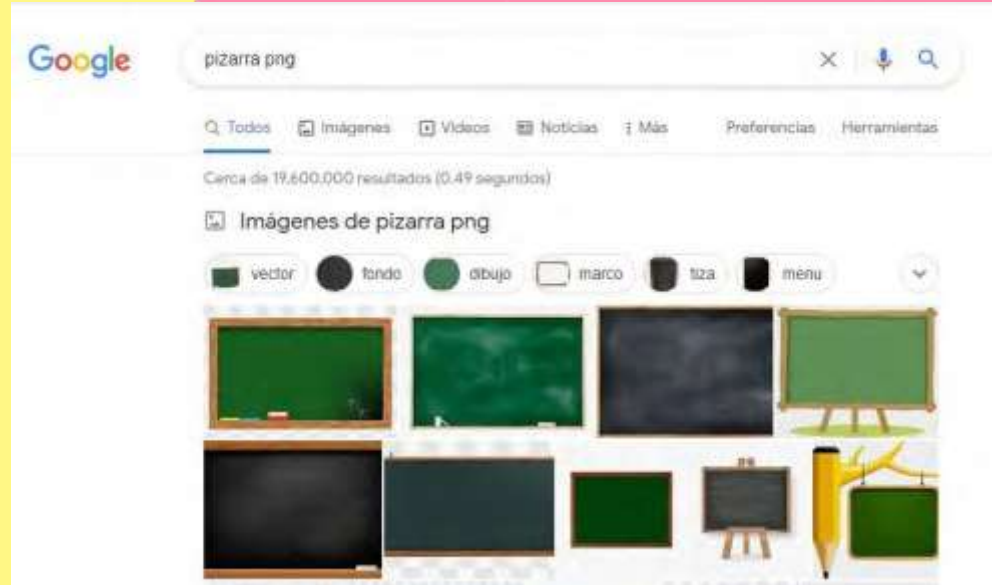 Google
pizarra png
Todos Imágenes Videos Noticias Más Preferencias Herramientas
Cerca de 19.600.000 resultados (0.49 segundos)
Imágenes de pizarra png
vector fondo dibujo marco tiza menu